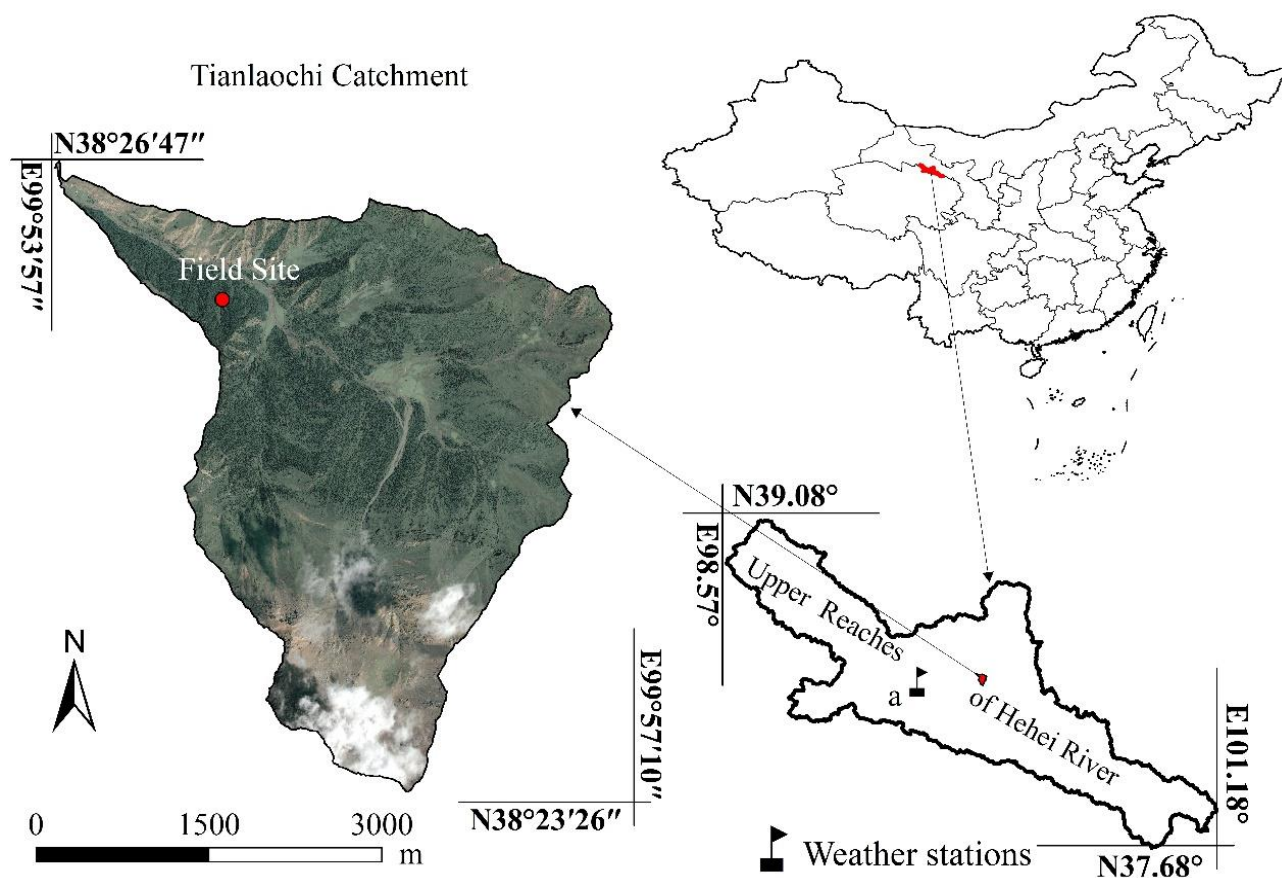 Tianlaochi Catchment
N38°26′47″
E99°53′57″
Field Site
N39.08°
E98.57°
Upper Reaches
of Hehei River
a
N
E99°57′10″
N38°23′26″
E101.18°
N37.68°
0 1500 3000
m
Weather stations